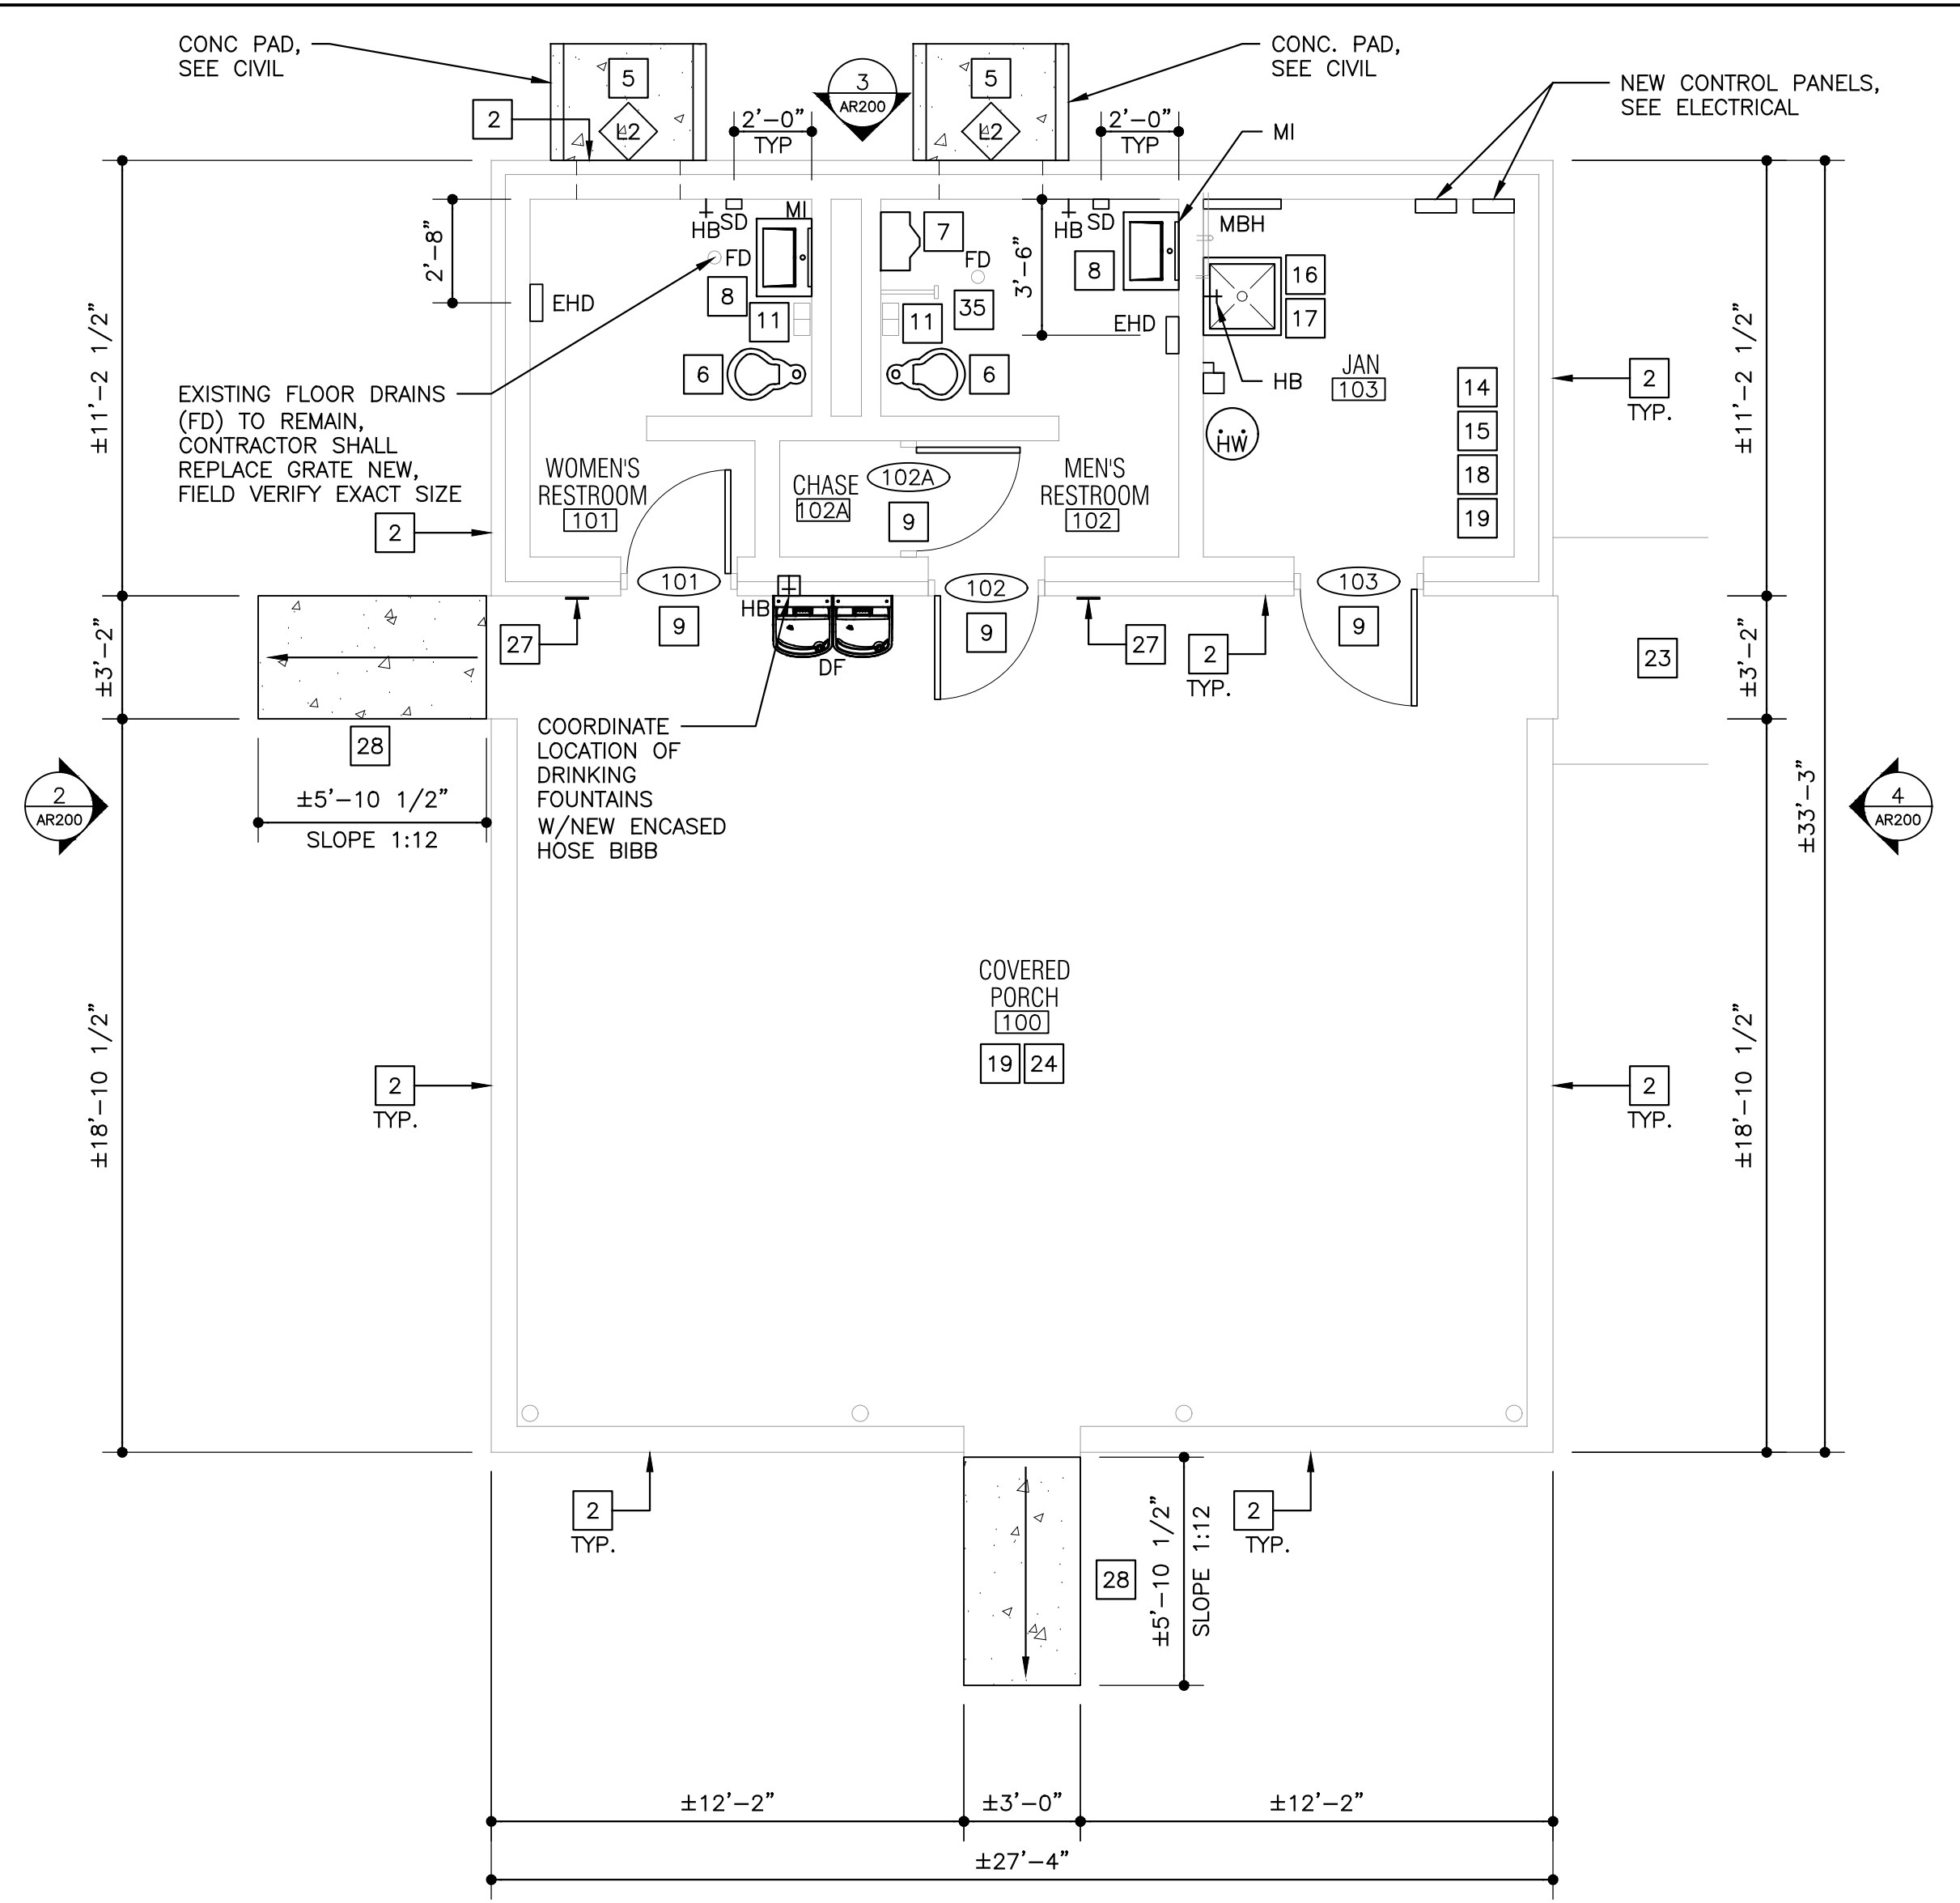 CONC PAD,
SEE CIVIL
5
L2
2
3
AR200
2'-0"
TYP
5
L2
2'-0"
TYP
CONC. PAD,
SEE CIVIL
MI
NEW CONTROL PANELS,
SEE ELECTRICAL
2'-8"
HB
SD
MI
FD
8
EHD
11
6
7
FD
35
11
6
3'-6"
HB
SD
8
EHD
MBH
16
17
HB
HW
JAN
103
14
15
18
19
2
TYP.
±11'-2 1/2"
±11'-2 1/2"
EXISTING FLOOR DRAINS
(FD) TO REMAIN,
CONTRACTOR SHALL
REPLACE GRATE NEW,
FIELD VERIFY EXACT SIZE
2
WOMEN'S
RESTROOM
101
CHASE
102A
102A
9
MEN'S
RESTROOM
102
101
9
102
9
103
9
HB
DF
27
27
2
TYP.
23
±3'-2"
±3'-2"
28
±5'-10 1/2"
SLOPE 1:12
COORDINATE
LOCATION OF
DRINKING
FOUNTAINS
W/NEW ENCASED
HOSE BIBB
2
AR200
4
AR200
±33'-3"
COVERED
PORCH
100
19
24
±18'-10 1/2"
±18'-10 1/2"
2
TYP.
2
TYP.
2
TYP.
2
TYP.
28
±5'-10 1/2"
SLOPE 1:12
±12'-2"
±3'-0"
±12'-2"
±27'-4"